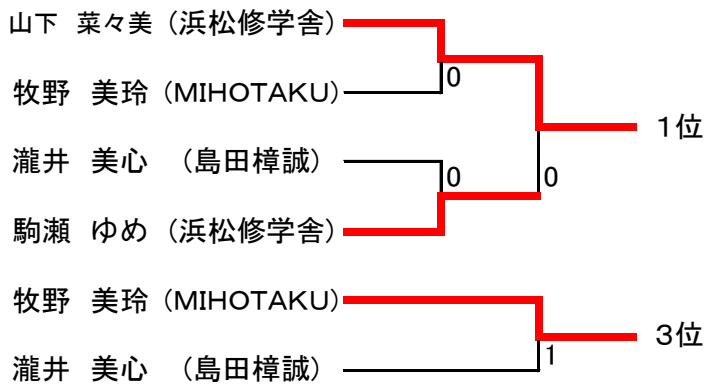 山下 菜々美（浜松修学舎）
0
牧野 美玲（MIHOTAKU）
1位
瀧井 美心 （島田樟誠）
0
0
駒瀬 ゆめ（浜松修学舎）
牧野 美玲（MIHOTAKU）
3位
瀧井 美心 （島田樟誠）
1